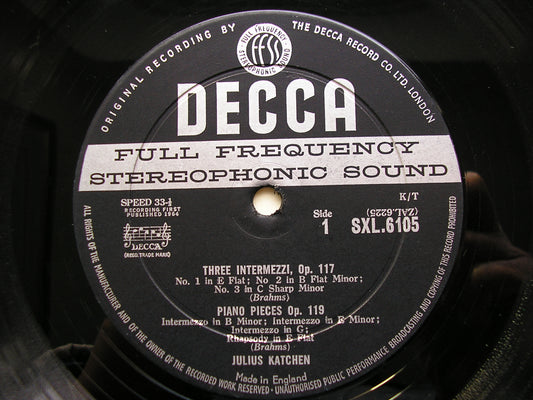 ORIGINAL RECORDING BY
THE DECCA RECORD CO. LTD. LONDON
FULL FREQUENCY
FFSS
STEREOPHONIC SOUND
DECCA
FULL FREQUENCY
STEREOPHONIC SOUND
SPEED 33⅓
RECORDING FIRST
PUBLISHED 1964
DECCA
(REGD. TRADE MARK)
Side
1
K/T
(ZAL.6225)
SXL.6105
THREE INTERMEZZI, Op. 117
No. 1 in E Flat; No 2 in B Flat Minor;
No. 3 in C Sharp Minor
(Brahms)
PIANO PIECES Op. 119
Intermezzo in B Minor; Intermezzo in E Minor;
Intermezzo in G;
Rhapsody in E Flat
(Brahms)
JULIUS KATCHEN
Made in England
ALL RIGHTS OF THE MANUFACTURER AND OF THE OWNER OF THE RECORDED WORK RESERVED - UNAUTHORISED PUBLIC PERFORMANCE BROADCASTING AND COPYING OF THIS RECORD PROHIBITED